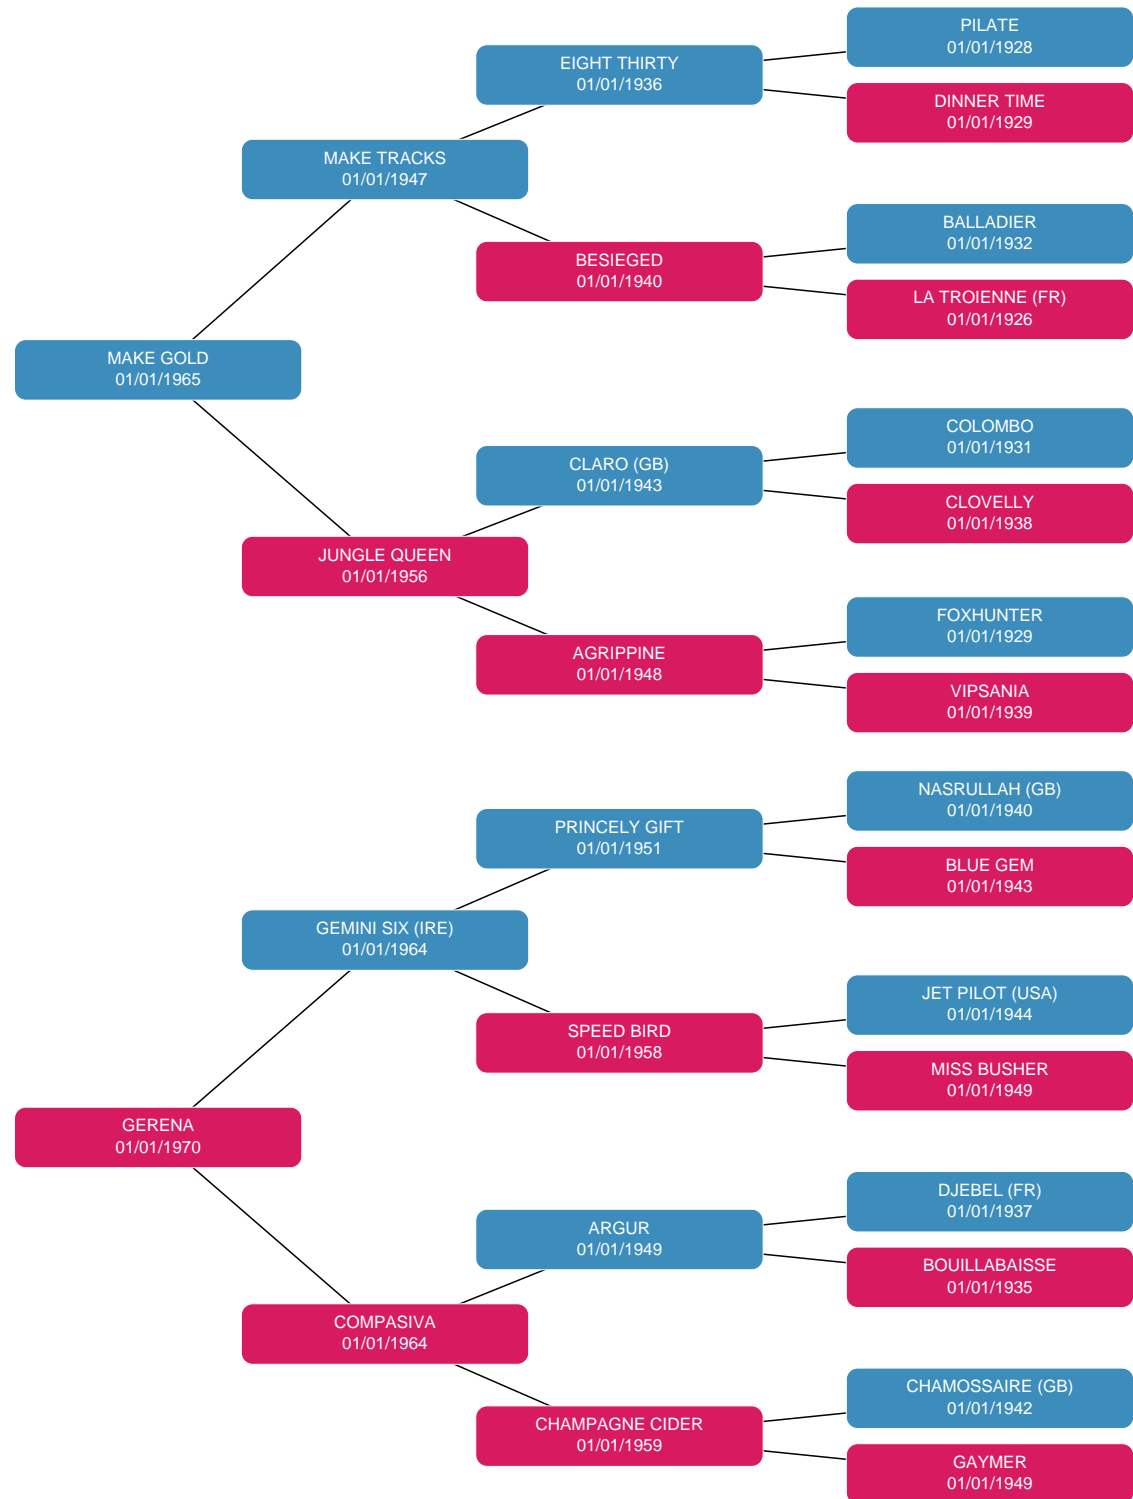 PILATE
01/01/1928
EIGHT THIRTY
01/01/1936
DINNER TIME
01/01/1929
MAKE TRACKS
01/01/1947
BALLADIER
01/01/1932
BESIEGED
01/01/1940
LA TROIENNE (FR)
01/01/1926
MAKE GOLD
01/01/1965
COLOMBO
01/01/1931
CLARO (GB)
01/01/1943
CLOVELLY
01/01/1938
JUNGLE QUEEN
01/01/1956
FOXHUNTER
01/01/1929
AGRIPPINE
01/01/1948
VIPSANIA
01/01/1939
NASRULLAH (GB)
01/01/1940
PRINCELY GIFT
01/01/1951
BLUE GEM
01/01/1943
GEMINI SIX (IRE)
01/01/1964
JET PILOT (USA)
01/01/1944
SPEED BIRD
01/01/1958
MISS BUSHER
01/01/1949
GERENA
01/01/1970
DJEBEL (FR)
01/01/1937
ARGUR
01/01/1949
BOUILLABAISSE
01/01/1935
COMPASIVA
01/01/1964
CHAMOSSAIRE (GB)
01/01/1942
CHAMPAGNE CIDER
01/01/1959
GAYMER
01/01/1949